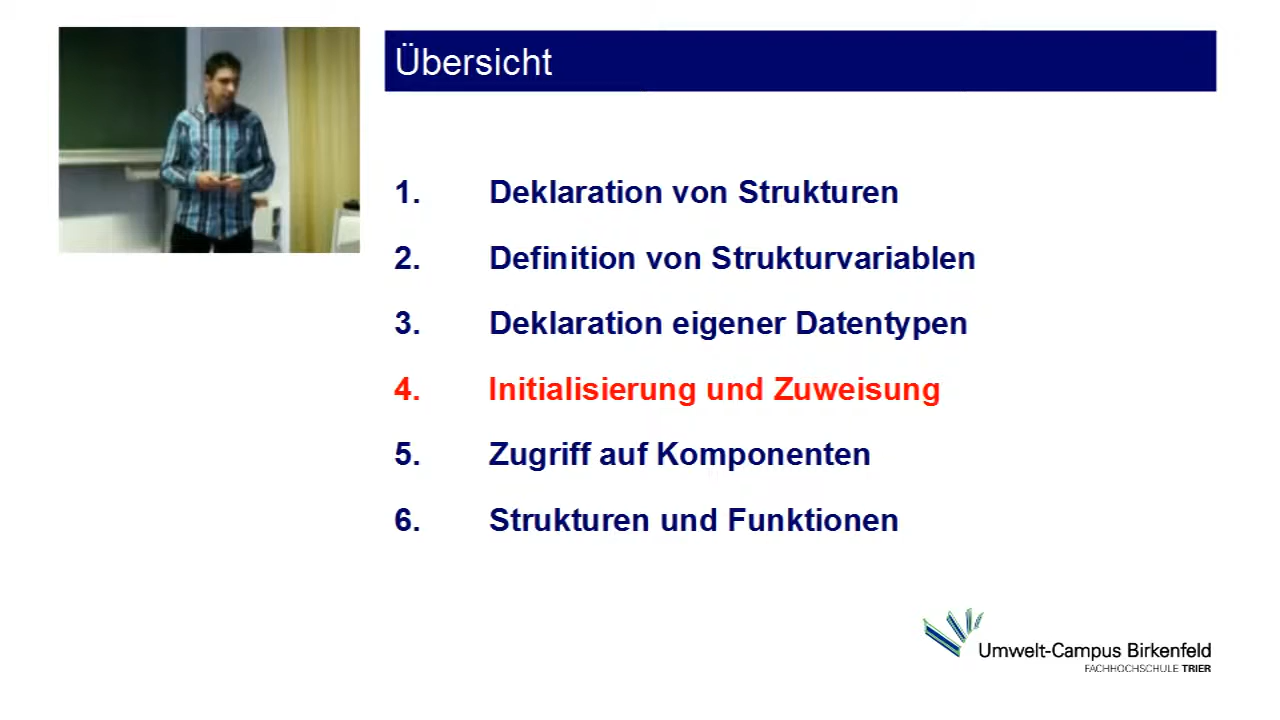 Übersicht
1. Deklaration von Strukturen
2. Definition von Strukturvariablen
3. Deklaration eigener Datentypen
4. Initialisierung und Zuweisung
5. Zugriff auf Komponenten
6. Strukturen und Funktionen
Umwelt-Campus Birkenfeld
FACHHOCHSCHULE TRIER